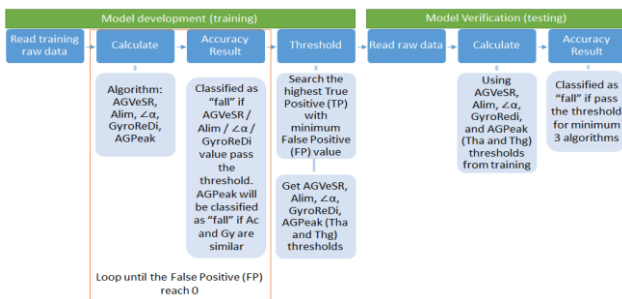 Model development (training)
Model Verification (testing)
Read training
raw data
Calculate
Accuracy
Result
Threshold
Read raw data
Calculate
Accuracy
Result
Algorithm:
AGVeSR,
Alim, ∠α,
GyroReDi,
AGPeak
Classified as
"fall" if
AGVeSR /
Alim / ∠α /
GyroReDi
value pass
the
threshold.
AGPeak will
be classified
as "fall" if Ac
and Gy are
similar
Search the
highest True
Positive (TP)
with
minimum
False Positive
(FP) value
Get AGVeSR,
Alim, ∠α,
GyroReDi,
AGPeak (Tha
and Thg)
thresholds
Using
AGVeSR,
Alim, ∠α,
GyroRedi,
and AGPeak
(Tha and Thg)
thresholds
from training
Classified as
"fall" if pass
the threshold
for minimum
3 algorithms
Loop until the False Positive (FP)
reach 0